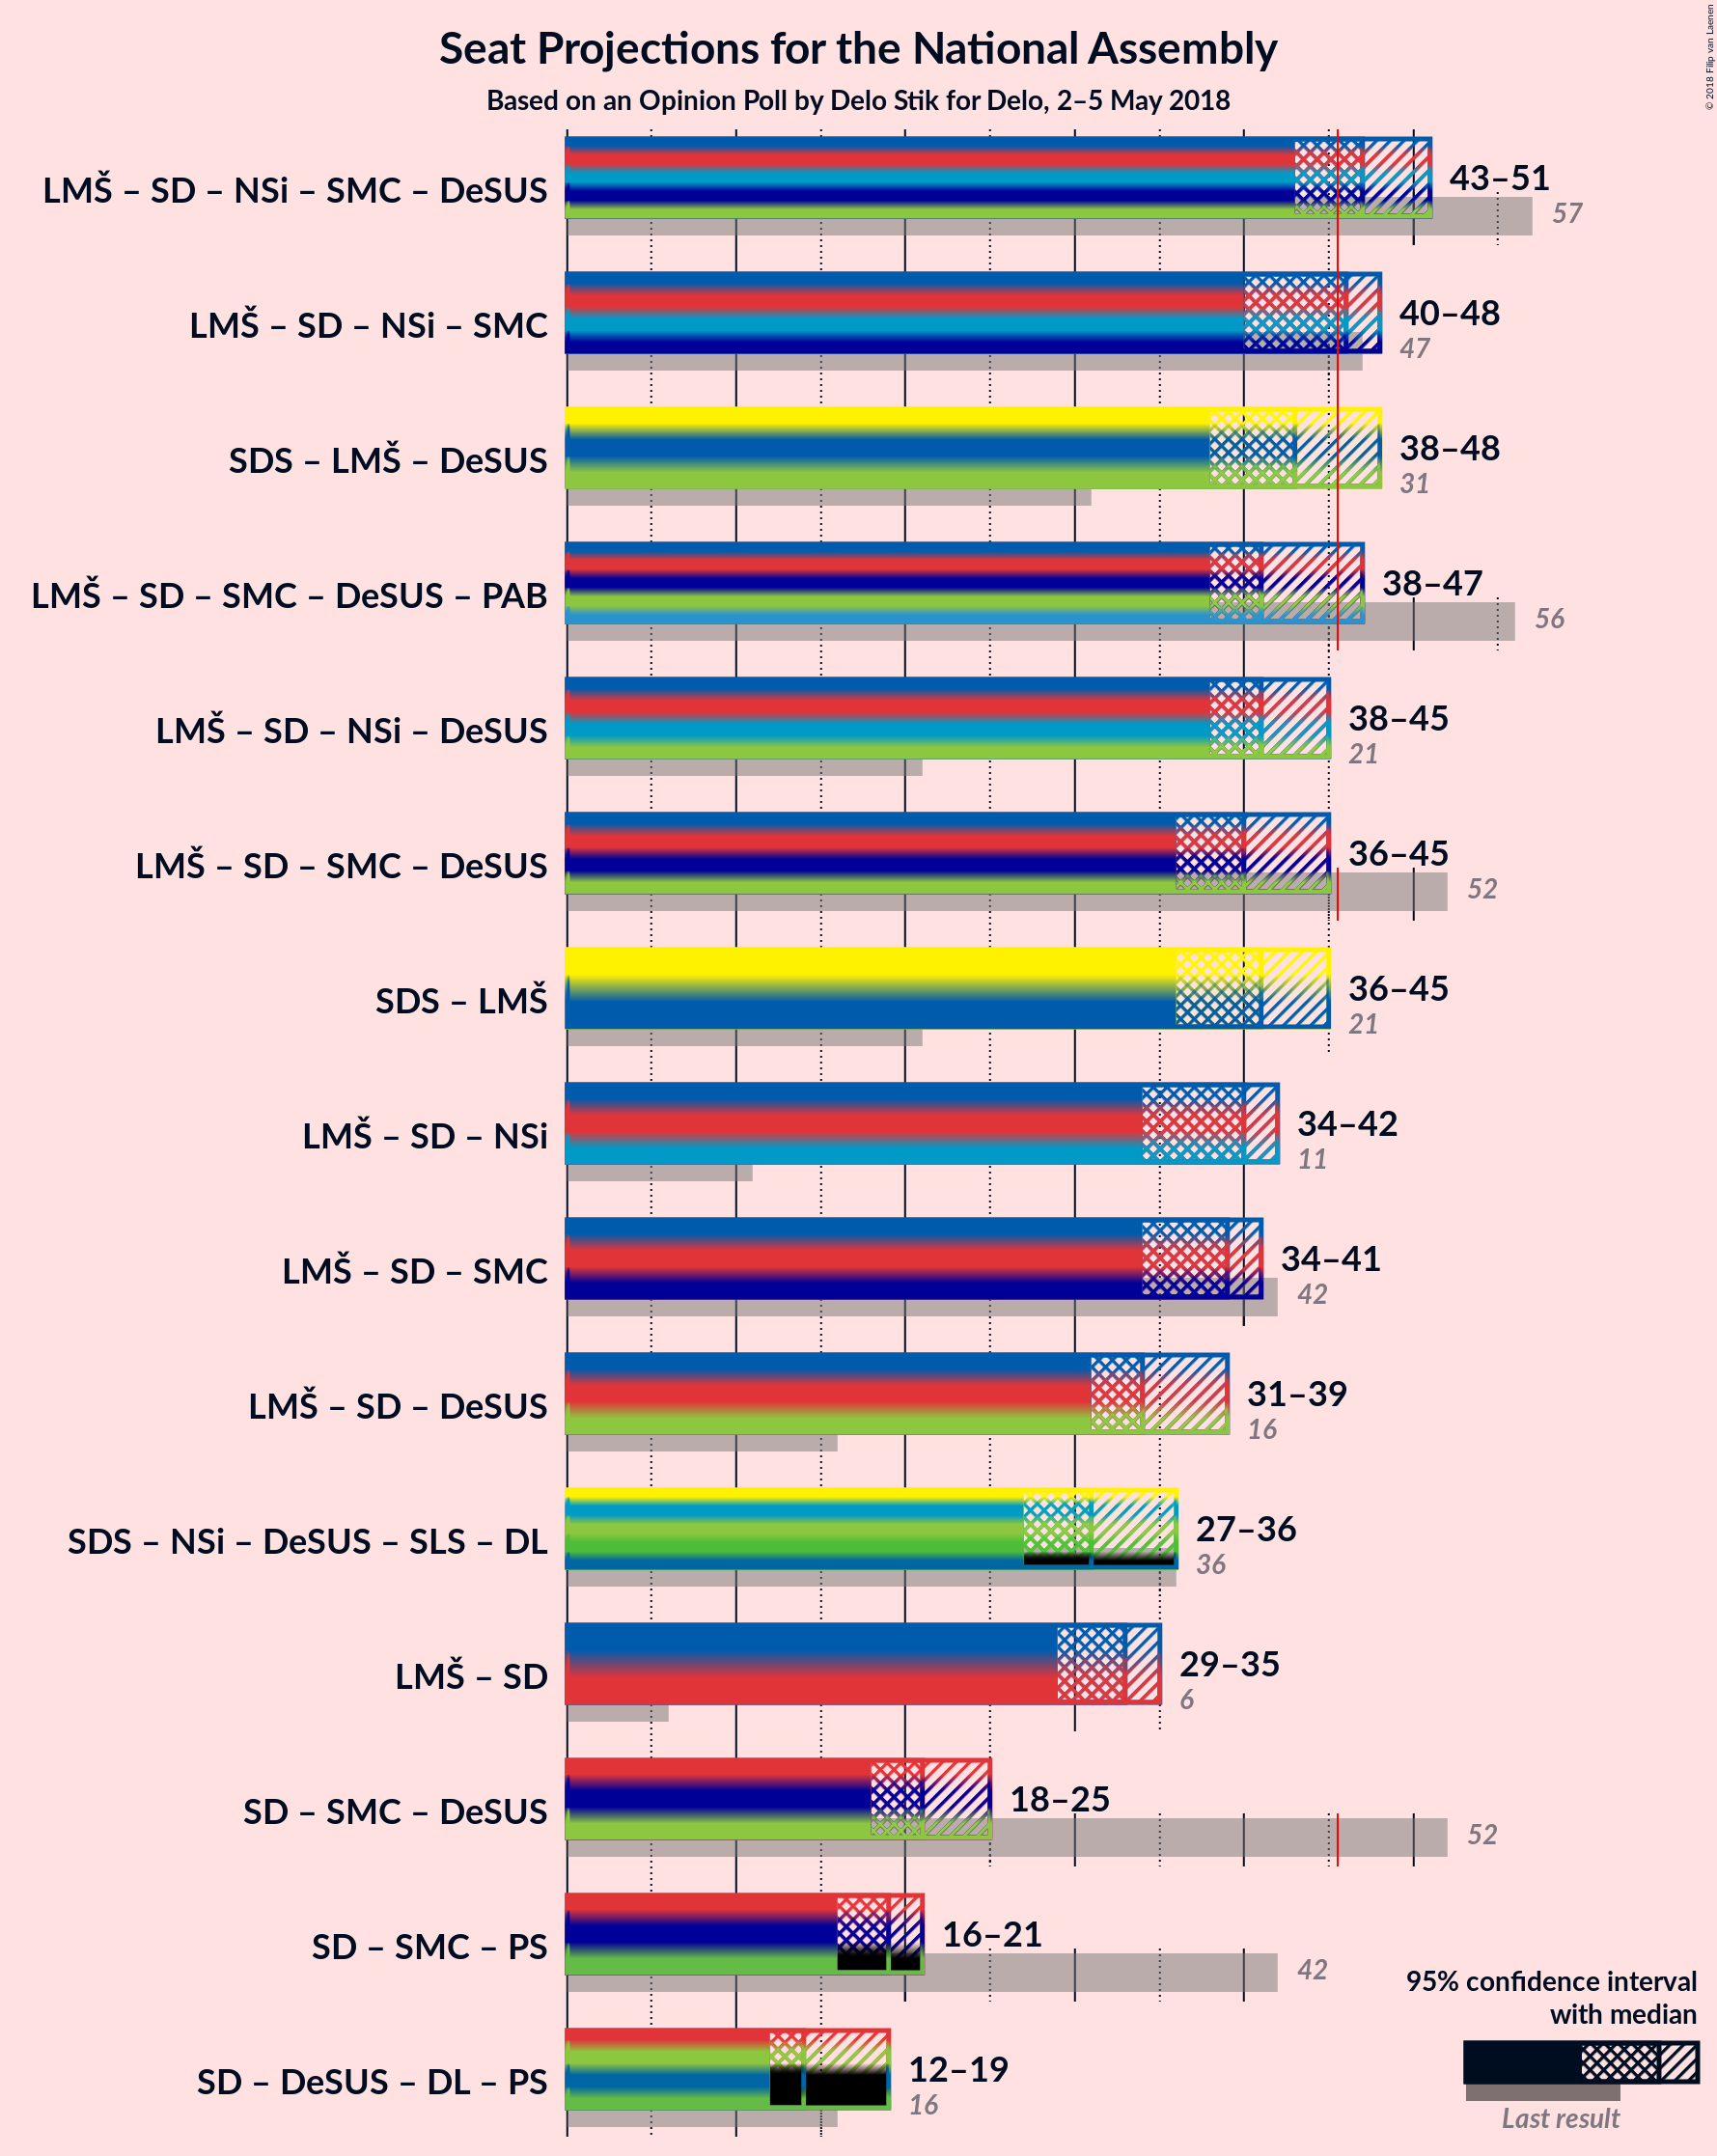 Seat Projections for the National Assembly
Based on an Opinion Poll by Delo Stik for Delo, 2–5 May 2018
© 2018 Filip van Laenen
LMŠ – SD – NSi – SMC – DeSUS
43–51
57
LMŠ – SD – NSi – SMC
40–48
47
SDS – LMŠ – DeSUS
38–48
31
LMŠ – SD – SMC – DeSUS – PAB
38–47
56
LMŠ – SD – NSi – DeSUS
38–45
21
LMŠ – SD – SMC – DeSUS
36–45
52
SDS – LMŠ
36–45
21
LMŠ – SD – NSi
34–42
11
LMŠ – SD – SMC
34–41
42
LMŠ – SD – DeSUS
31–39
16
SDS – NSi – DeSUS – SLS – DL
27–36
36
LMŠ – SD
29–35
6
SD – SMC – DeSUS
18–25
52
SD – SMC – PS
16–21
42
SD – DeSUS – DL – PS
12–19
16
95% confidence interval
with median
Last result